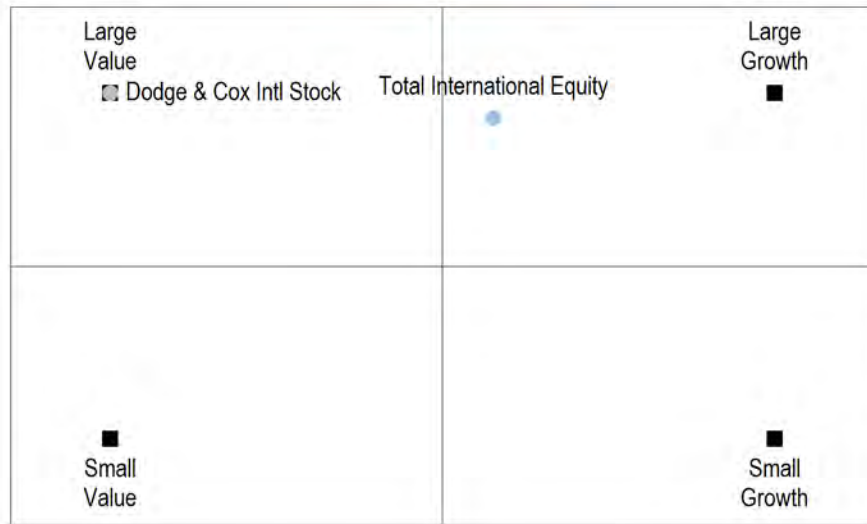 Large
Value
Large
Growth
Dodge & Cox Intl Stock
Total International Equity
Small
Value
Small
Growth